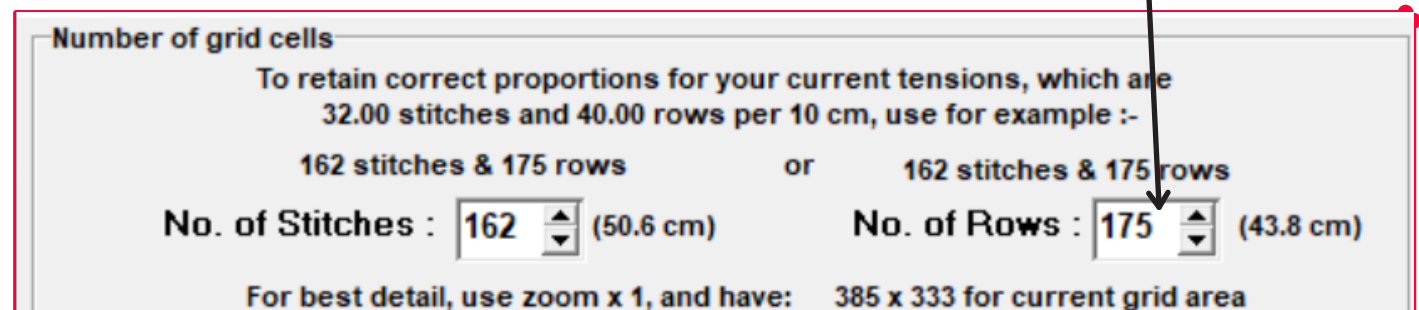 Number of grid cells
To retain correct proportions for your current tensions, which are
32.00 stitches and 40.00 rows per 10 cm, use for example :-
162 stitches & 175 rows or 162 stitches & 175 rows
No. of Stitches : 162 (50.6 cm) No. of Rows : 175 (43.8 cm)
For best detail, use zoom x 1, and have: 385 x 333 for current grid area